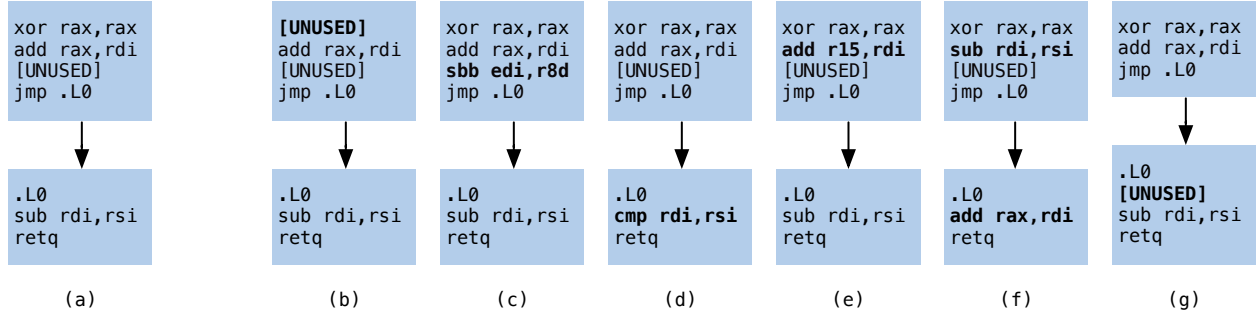 xor rax,rax
add rax,rdi
[UNUSED]
jmp .L0
.L0
sub rdi,rsi
retq
(a)
[UNUSED]
add rax,rdi
[UNUSED]
jmp .L0
.L0
sub rdi,rsi
retq
(b)
xor rax,rax
add rax,rdi
sbb edi,r8d
jmp .L0
.L0
sub rdi,rsi
retq
(c)
xor rax,rax
add rax,rdi
[UNUSED]
jmp .L0
.L0
cmp rdi,rsi
retq
(d)
xor rax,rax
add r15,rdi
[UNUSED]
jmp .L0
.L0
sub rdi,rsi
retq
(e)
xor rax,rax
sub rdi,rsi
[UNUSED]
jmp .L0
.L0
add rax,rdi
retq
(f)
xor rax,rax
add rax,rdi
jmp .L0
.L0
[UNUSED]
sub rdi,rsi
retq
(g)